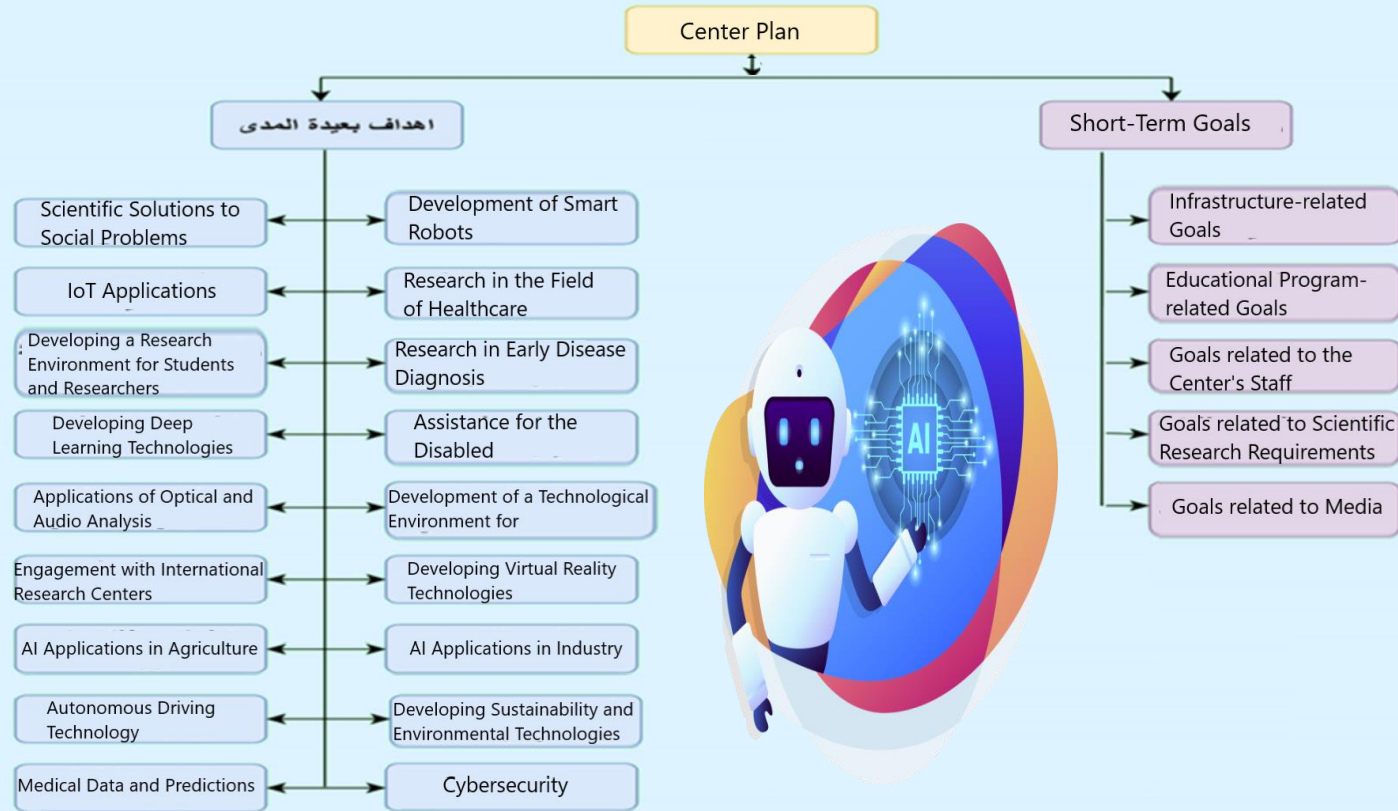 Center Plan
اهداف بعيدة المدى
Short-Term Goals
Scientific Solutions to
Social Problems
Development of Smart
Robots
IoT Applications
Research in the Field
of Healthcare
Developing a Research
Environment for Students
and Researchers
Research in Early Disease
Diagnosis
Developing Deep
Learning Technologies
Assistance for the
Disabled
Applications of Optical and
Audio Analysis
Development of a Technological
Environment for
Engagement with International
Research Centers
Developing Virtual Reality
Technologies
AI Applications in Agriculture
AI Applications in Industry
Autonomous Driving
Technology
Developing Sustainability and
Environmental Technologies
Medical Data and Predictions
Cybersecurity
AI
Infrastructure-related
Goals
Educational Program-
related Goals
Goals related to the
Center's Staff
Goals related to Scientific
Research Requirements
Goals related to Media